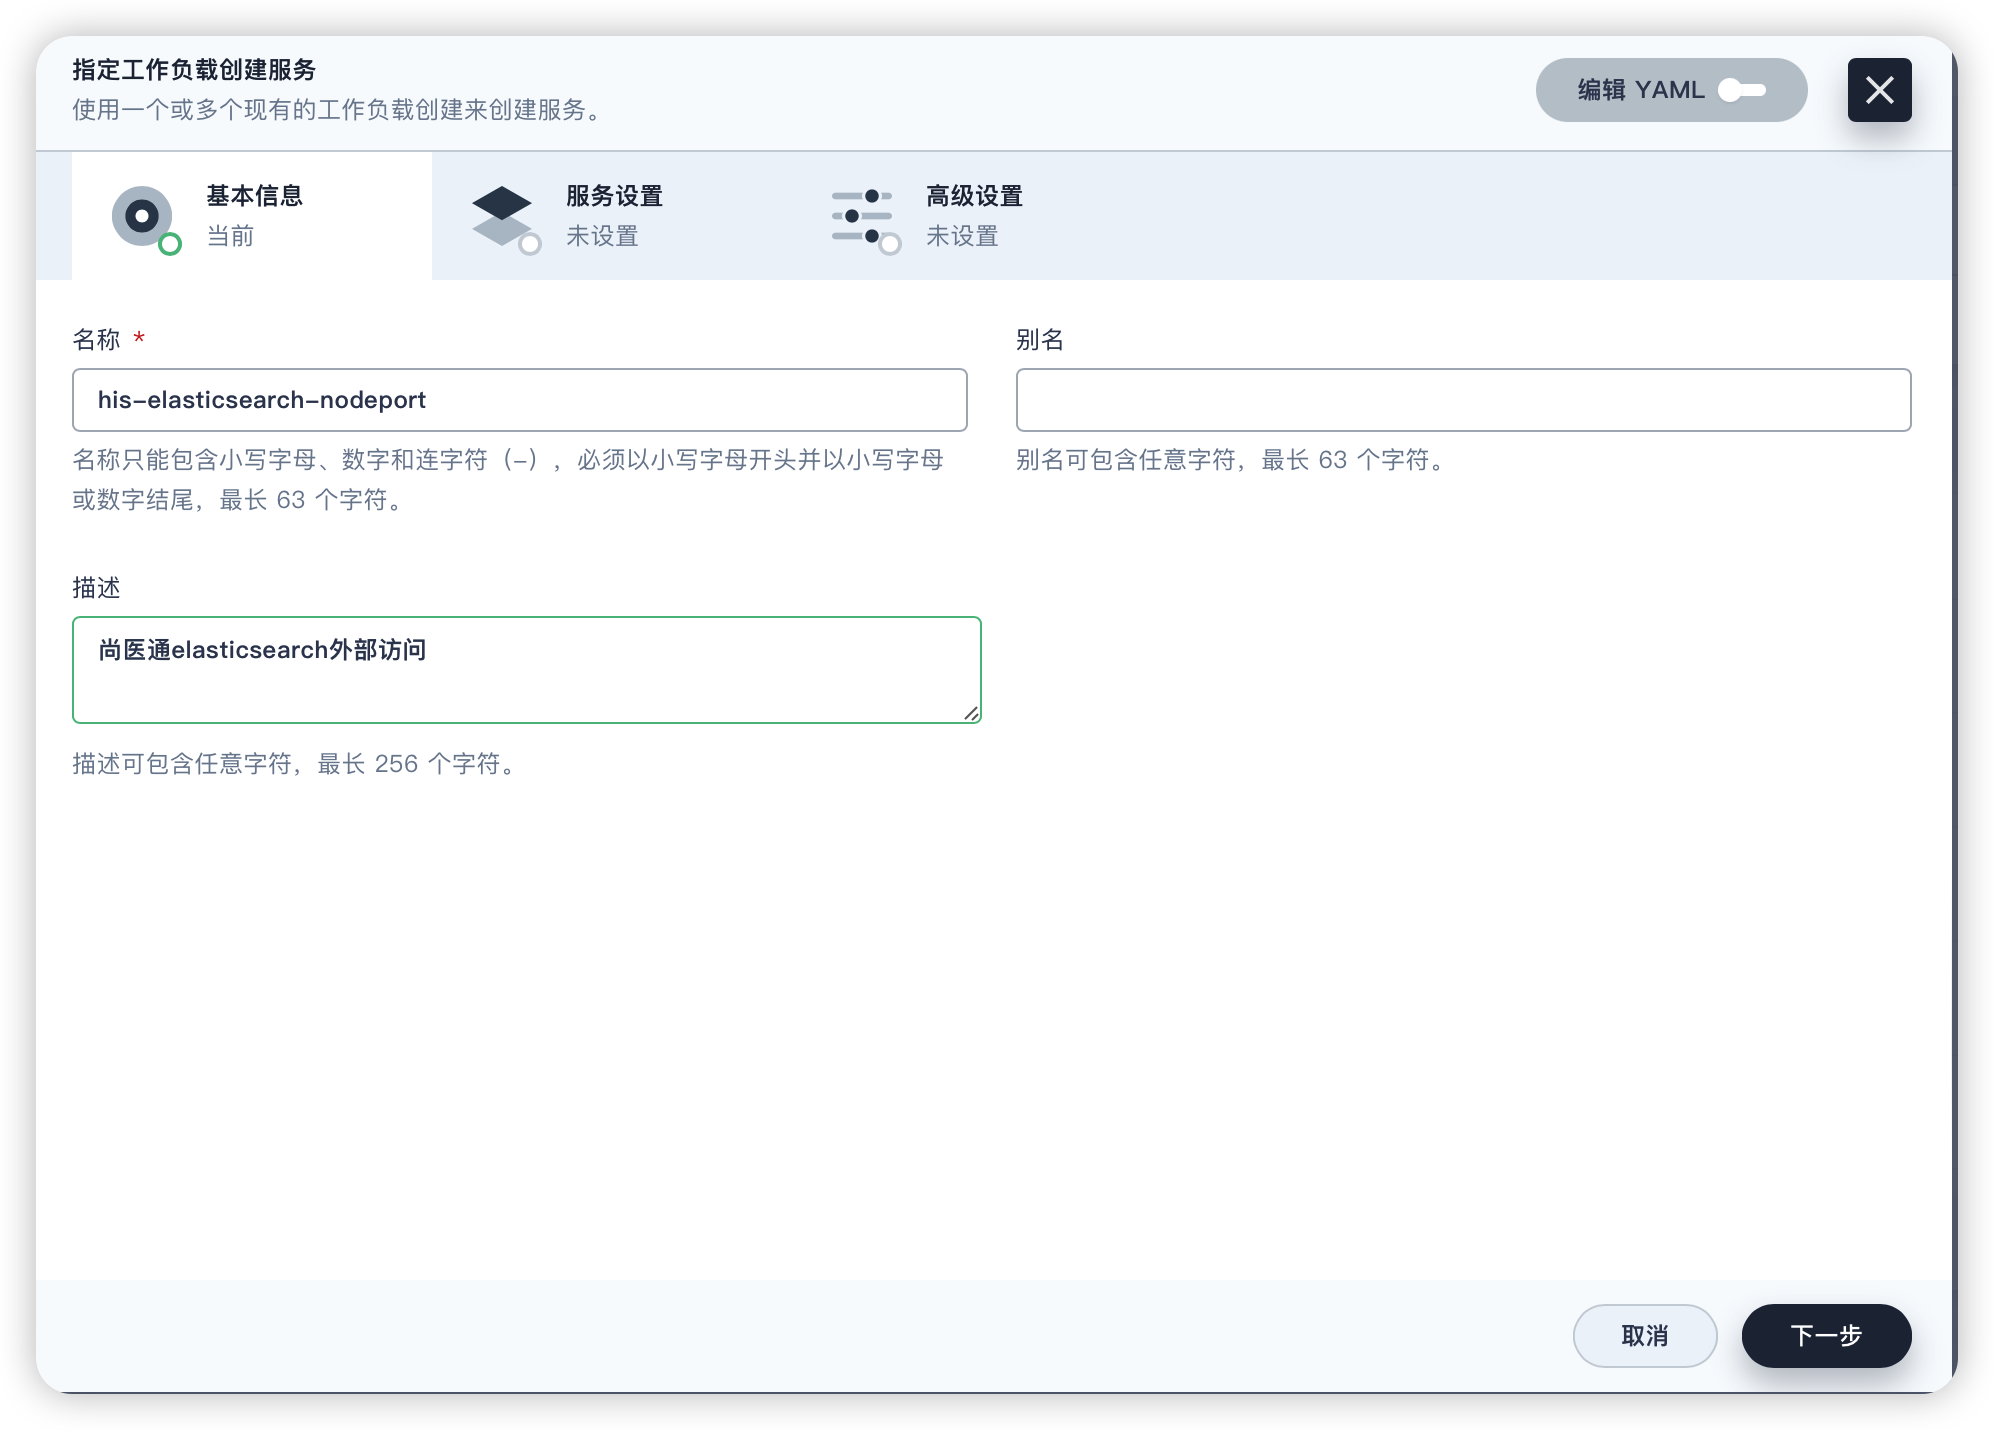 指定工作负载创建服务
使用一个或多个现有的工作负载创建来创建服务。
编辑 YAML
基本信息
当前
服务设置
未设置
高级设置
未设置
名称 *
his-elasticsearch-nodeport
名称只能包含小写字母、数字和连字符（-），必须以小写字母开头并以小写字母
或数字结尾，最长 63 个字符。
别名
别名可包含任意字符，最长 63 个字符。
描述
尚医通elasticsearch外部访问
描述可包含任意字符，最长 256 个字符。
取消
下一步